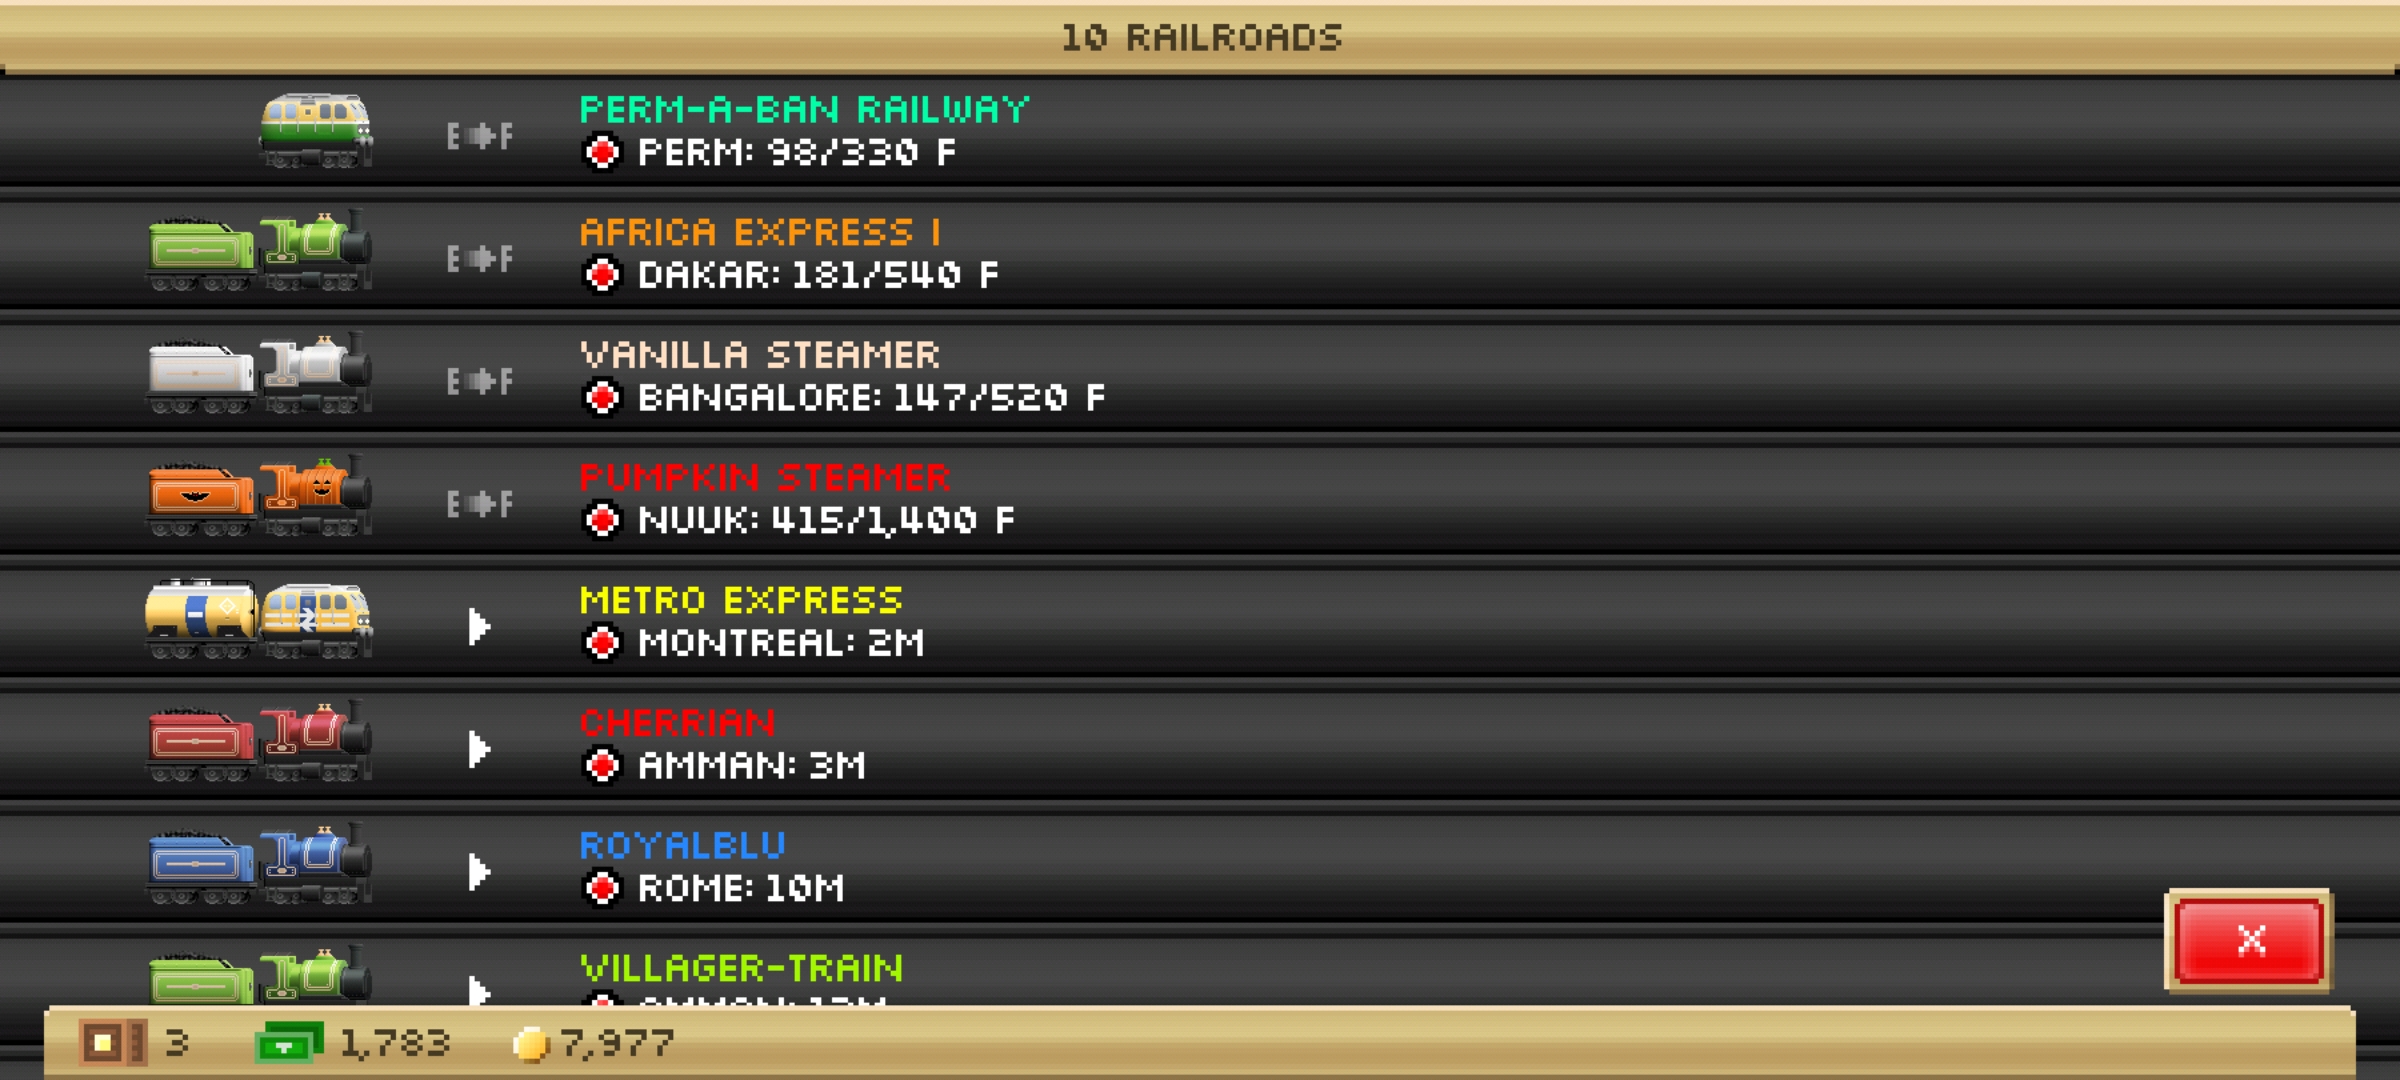 10 RAILROADS
E F PERM-A-BAN RAILWAY
PERM: 98/330 F
E F AFRICA EXPRESS I
DAKAR: 181/540 F
E F VANILLA STEAMER
BANGALORE: 147/520 F
E F PUMPKIN STEAMER
NUUK: 415/1,400 F
METRO EXPRESS
MONTREAL: 2M
CHERRIAN
AMMAN: 3M
ROYALBLU
ROME: 10M
VILLAGER-TRAIN
X
3 1,783 7,977